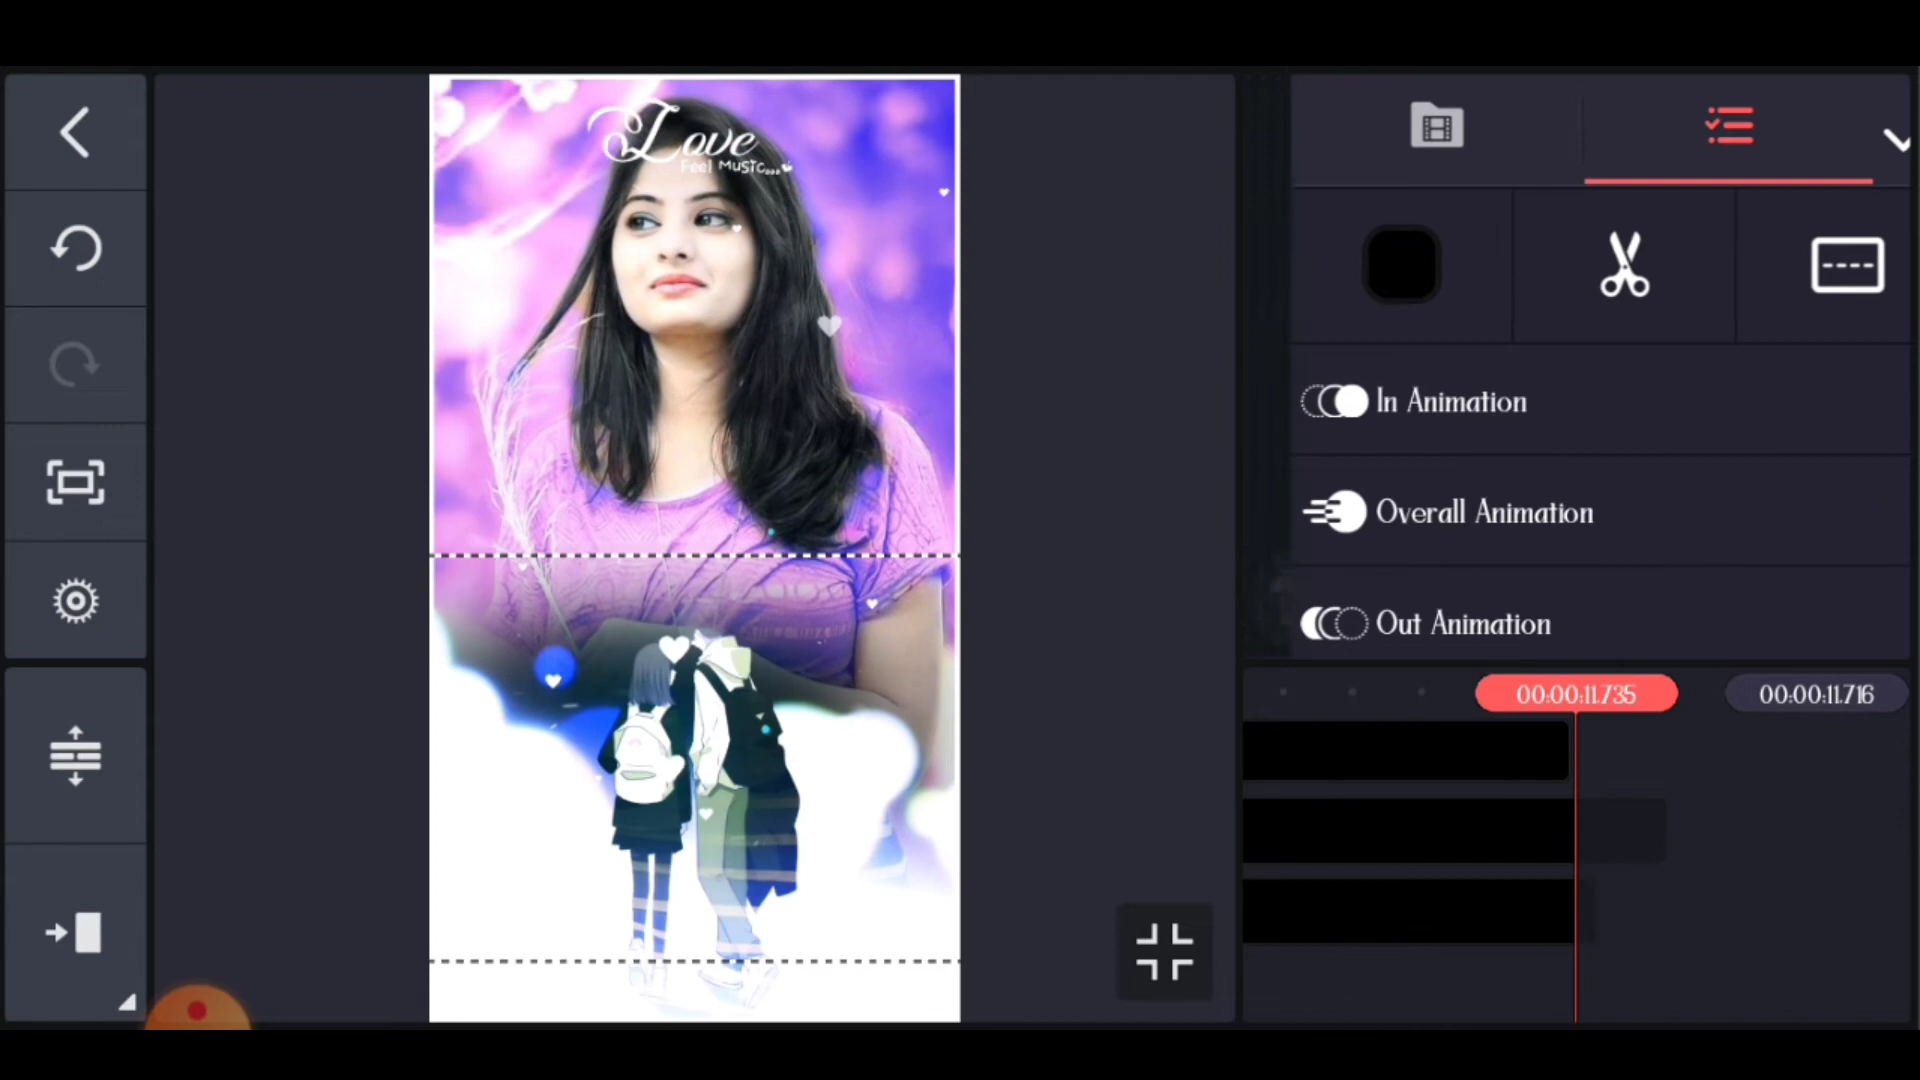 Love
Feel Music...
In Animation
Overall Animation
Out Animation
00:00:11.735
00:00:11.716